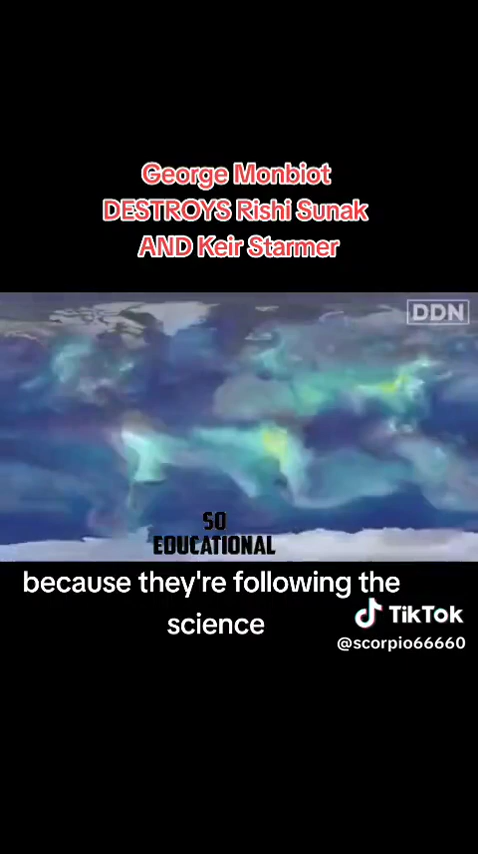 George Monbiot
DESTROYS Rishi Sunak
AND Keir Starmer
DDN
SO
EDUCATIONAL
because they're following the
science
TikTok
@scorpio66660